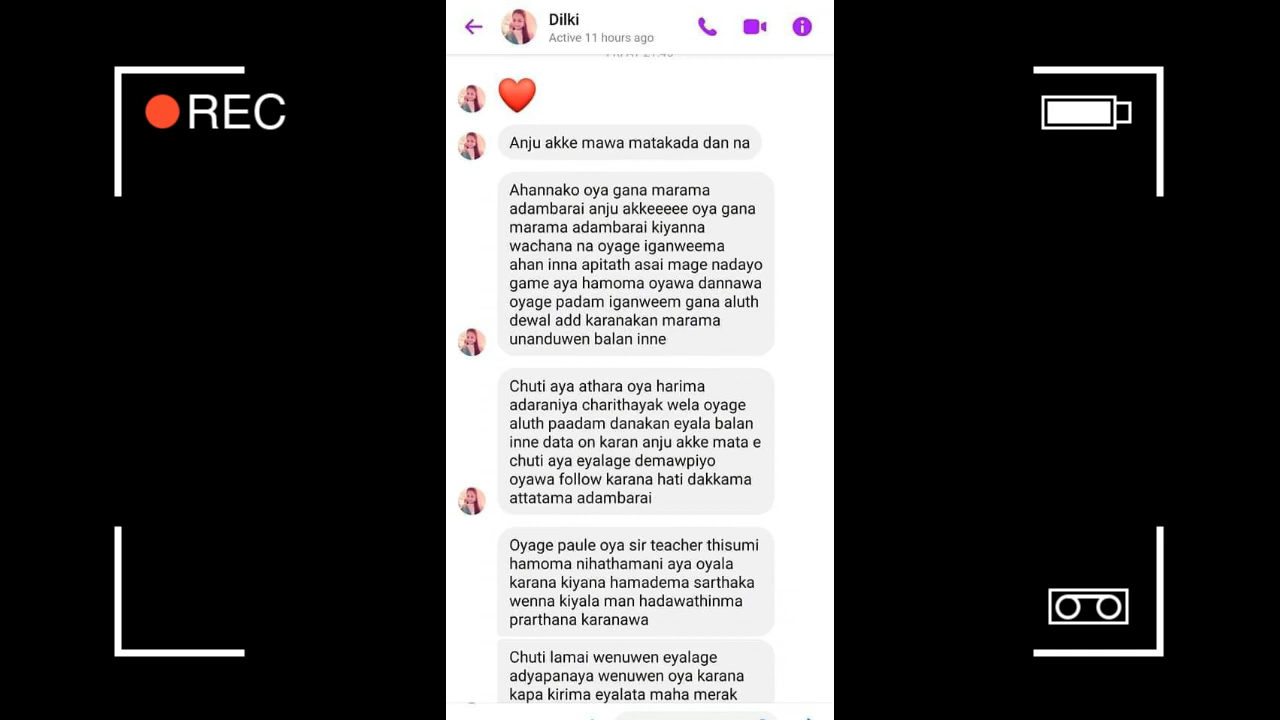 Dilki
Active 11 hours ago
REC
Anju akke mawa matakada dan na
Ahannako oya gana marama
adambarai anju akkeeeee oya gana
marama adambarai kiyanna
wachana na oyage iganweema
ahan inna apitath asai mage nadayo
game aya hamoma oyawa dannawa
oyage padam iganweem gana aluth
dewal add karanakan marama
unanduwen balan inne
Chuti aya athara oya harima
adaraniya charithayak wela oyage
aluth paadam danakan eyala balan
inne data on karan anju akke mata e
chuti aya eyalage demawpiyo
oyawa follow karana hati dakkama
attatama adambarai
Oyage paule oya sir teacher thisumi
hamoma nihathamani aya oyala
karana kiyana hamadema sarthaka
wenna kiyala man hadawathinma
prarthana karanawa
Chuti lamai wenuwen eyalage
adyapanaya wenuwen oya karana
kapa kirima eyalata maha merak